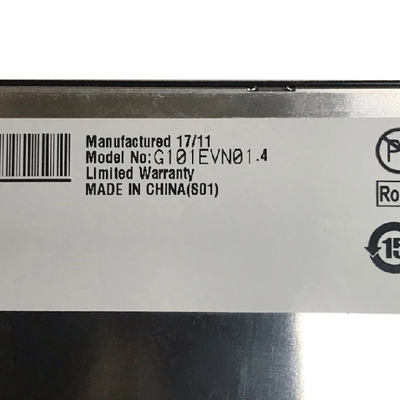 Manufactured 17/11
Model No:G101EVN01.4
Limited Warranty
MADE IN CHINA(S01)
P
Ro
15